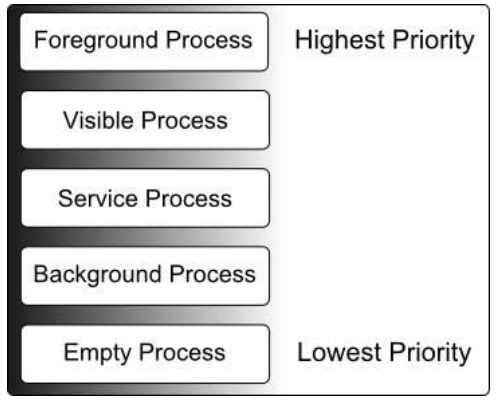 Foreground Process Highest Priority
Visible Process
Service Process
Background Process
Empty Process Lowest Priority